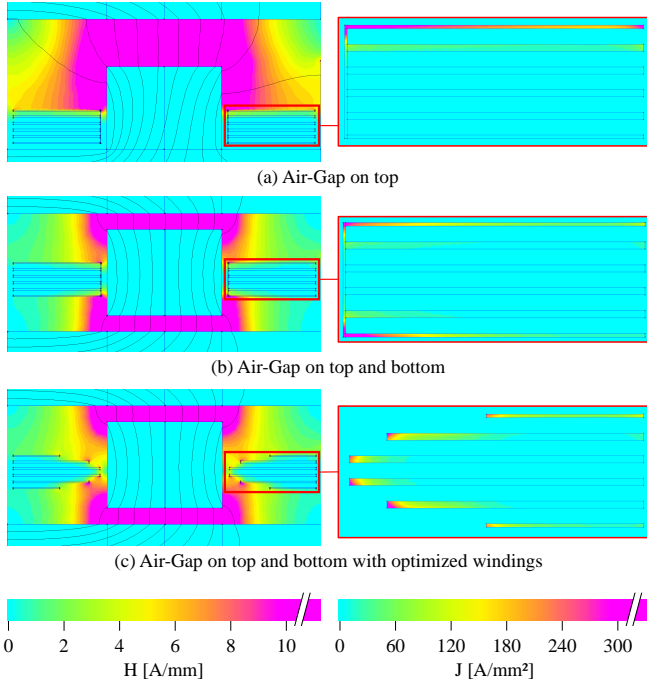 (a) Air-Gap on top
(b) Air-Gap on top and bottom
(c) Air-Gap on top and bottom with optimized windings
0 2 4 6 8 10
H [A/mm]
0 60 120 180 240 300
J [A/mm²]